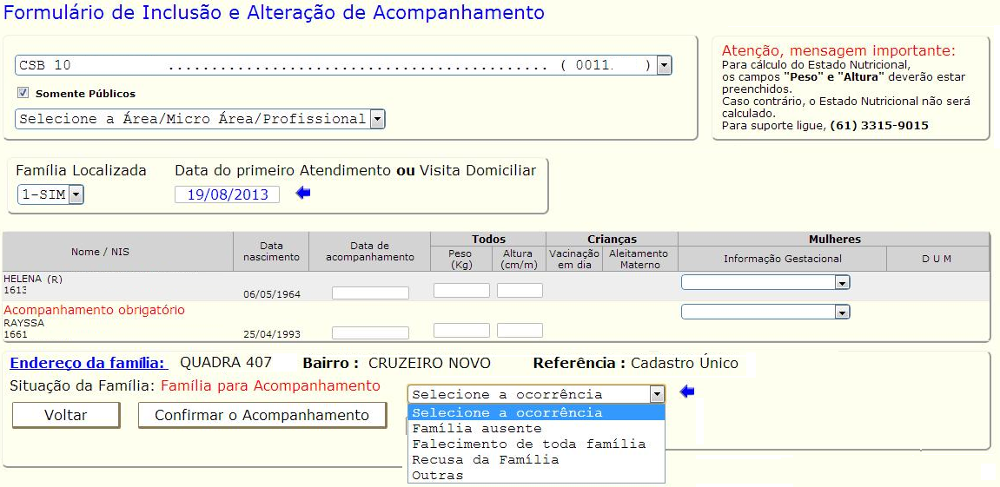 Formulário de Inclusão e Alteração de Acompanhamento
CSB 10 ............................................ ( 0011. )
Somente Públicos
Selecione a Área/Micro Área/Profissional
Atenção, mensagem importante:
Para cálculo do Estado Nutricional,
os campos "Peso" e "Altura" deverão estar
preenchidos.
Caso contrário, o Estado Nutricional não será
calculado.
Para suporte ligue, (61) 3315-9015
Família Localizada Data do primeiro Atendimento ou Visita Domiciliar
1-SIM 19/08/2013
Todos Crianças Mulheres
Nome / NIS Data nascimento Data de acompanhamento Peso (Kg) Altura (cm/m) Vacinação em dia Aleitamento Materno Informação Gestacional D U M
HELENA (R)
1613 06/05/1964
Acompanhamento obrigatório
RAYSSA
1661 25/04/1993
Endereço da família: QUADRA 407 Bairro : CRUZEIRO NOVO Referência : Cadastro Único
Situação da Família: Família para Acompanhamento Selecione a ocorrência
Voltar Confirmar o Acompanhamento
Selecione a ocorrência
Família ausente
Falecimento de toda família
Recusa da Família
Outras